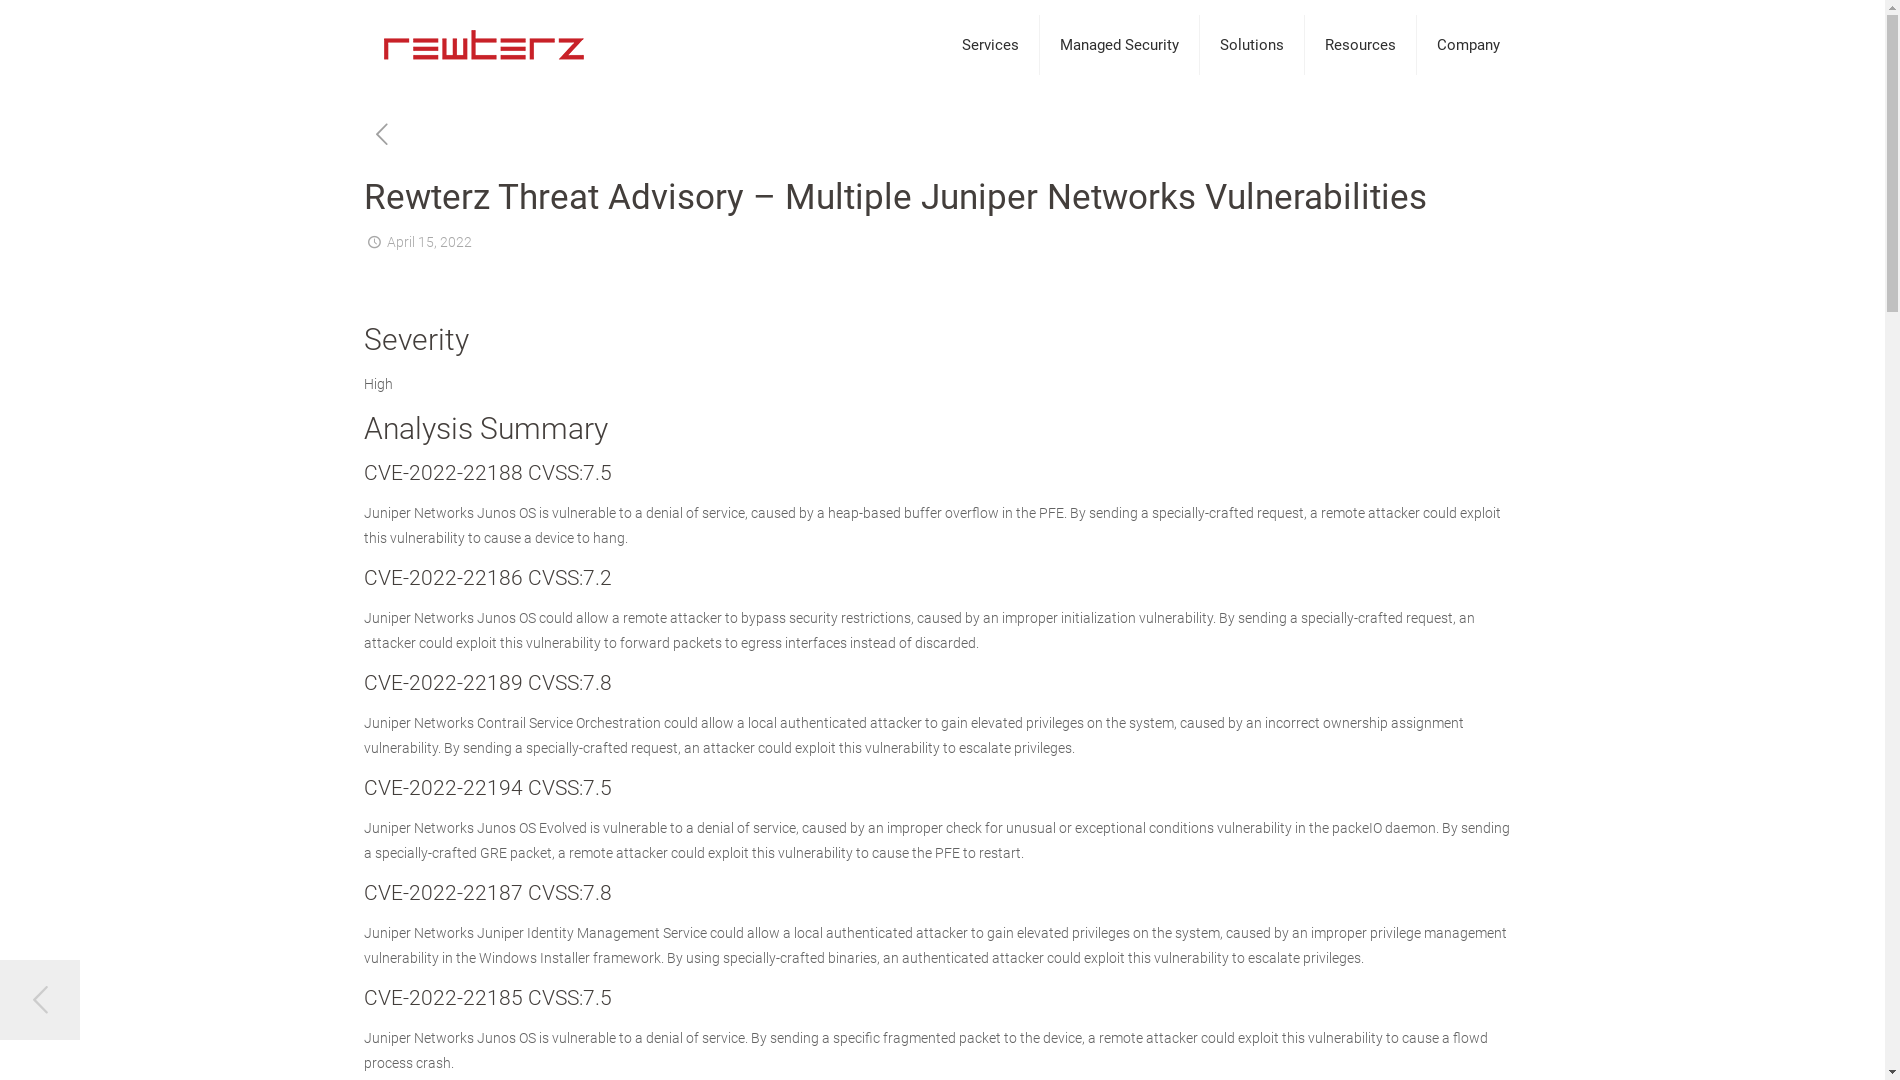 rewterz
Services
Managed Security
Solutions
Resources
Company
Rewterz Threat Advisory – Multiple Juniper Networks Vulnerabilities
April 15, 2022
Severity
High
Analysis Summary
CVE-2022-22188 CVSS:7.5
Juniper Networks Junos OS is vulnerable to a denial of service, caused by a heap-based buffer overflow in the PFE. By sending a specially-crafted request, a remote attacker could exploit
this vulnerability to cause a device to hang.
CVE-2022-22186 CVSS:7.2
Juniper Networks Junos OS could allow a remote attacker to bypass security restrictions, caused by an improper initialization vulnerability. By sending a specially-crafted request, an
attacker could exploit this vulnerability to forward packets to egress interfaces instead of discarded.
CVE-2022-22189 CVSS:7.8
Juniper Networks Contrail Service Orchestration could allow a local authenticated attacker to gain elevated privileges on the system, caused by an incorrect ownership assignment
vulnerability. By sending a specially-crafted request, an attacker could exploit this vulnerability to escalate privileges.
CVE-2022-22194 CVSS:7.5
Juniper Networks Junos OS Evolved is vulnerable to a denial of service, caused by an improper check for unusual or exceptional conditions vulnerability in the packeIO daemon. By sending
a specially-crafted GRE packet, a remote attacker could exploit this vulnerability to cause the PFE to restart.
CVE-2022-22187 CVSS:7.8
Juniper Networks Juniper Identity Management Service could allow a local authenticated attacker to gain elevated privileges on the system, caused by an improper privilege management
vulnerability in the Windows Installer framework. By using specially-crafted binaries, an authenticated attacker could exploit this vulnerability to escalate privileges.
CVE-2022-22185 CVSS:7.5
Juniper Networks Junos OS is vulnerable to a denial of service. By sending a specific fragmented packet to the device, a remote attacker could exploit this vulnerability to cause a flowd
process crash.